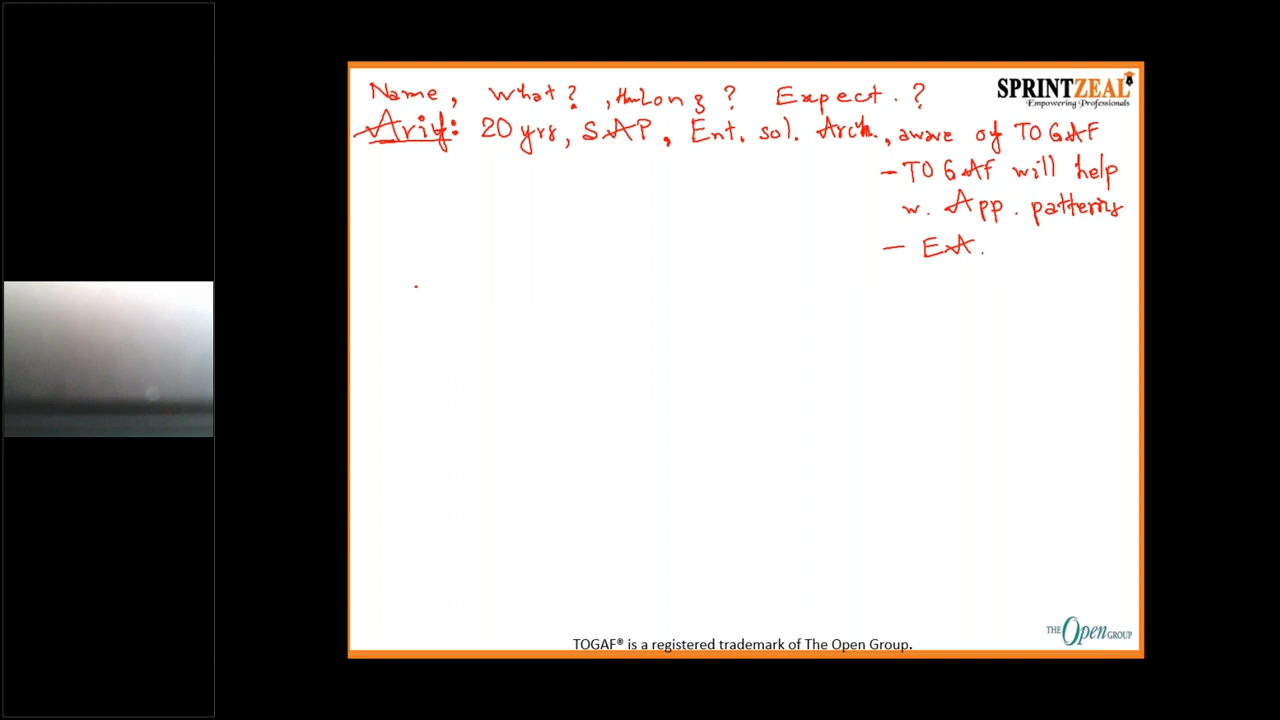 Name, What?, How Long? Expect.?
SPRINTZEAL
Empowering Professionals
Arif: 20 yrs, SAP, Ent. sol. Arch., aware of TOGAF
- TOGAF will help
w. App. patterns
- EA.
THE Open GROUP
TOGAF® is a registered trademark of The Open Group.